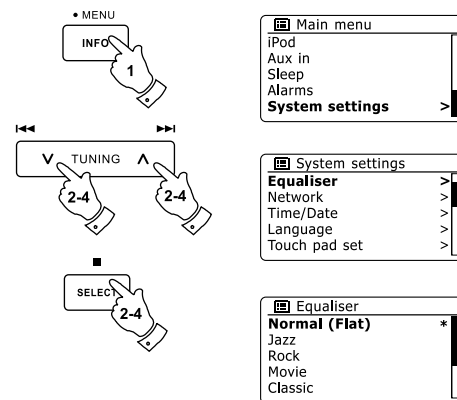 • MENU
INFO
1
TUNING
2-4
2-4
SELECT
2-4
Main menu
iPod
Aux in
Sleep
Alarms
System settings >
System settings
Equaliser >
Network >
Time/Date >
Language >
Touch pad set >
Equaliser
Normal (Flat) *
Jazz
Rock
Movie
Classic